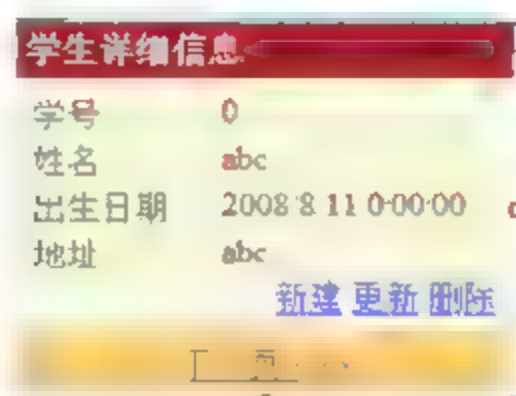 学生详细信息
学号 0
姓名 abc
出生日期 2008 8 11 0:00:00
地址 abc
新建 更新 删除